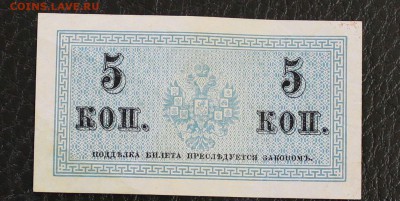 COINS.LAVE.RU
5 5
КОП. КОП.
ПОДДѢЛКА БИЛЕТА ПРЕСЛѢДУЕТСЯ ЗАКОНОМЪ.